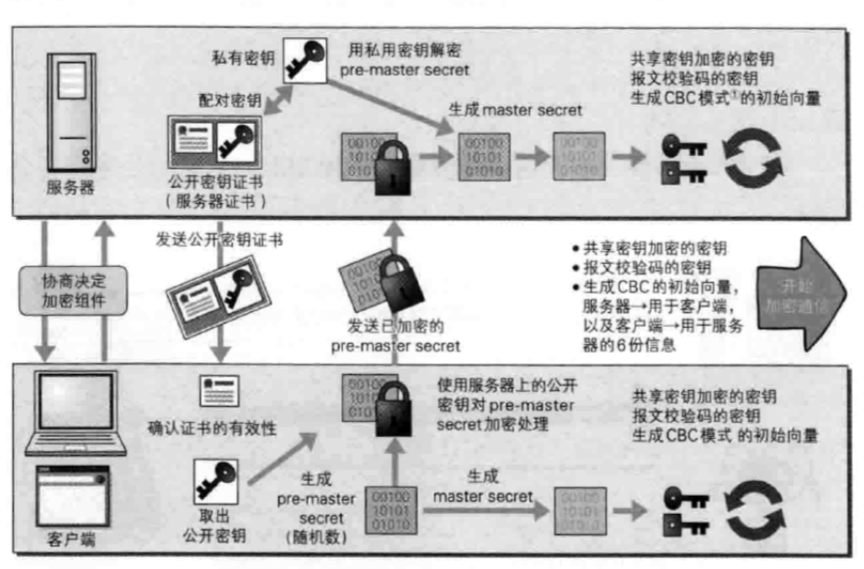 私有密钥
用私用密钥解密
pre-master secret
共享密钥加密的密钥
报文校验码的密钥
生成CBC模式①的初始向量
配对密钥
生成master secret
00100
10101
01010
00100
10101
01010
00100
10101
01010
服务器
公开密钥证书
(服务器证书)
发送公开密钥证书
协商决定
加密组件
00100
发送已加密的
pre-master secret
•共享密钥加密的密钥
•报文校验码的密钥
•生成CBC的初始向量，
服务器→用于客户端，
以及客户端→用于服务
器的6份信息
开始
加密通信
确认证书的有效性
00100
1010
0101
使用服务器上的公开
密钥对pre-master
secret加密处理
共享密钥加密的密钥
报文校验码的密钥
生成CBC模式 的初始向量
取出
公开密钥
生成
pre-master
secret
(随机数)
00100
10101
01010
生成
master secret
00100
10101
01010
客户端